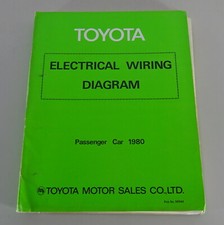 TOYOTA
ELECTRICAL WIRING
DIAGRAM
Passenger Car 1980
TOYOTA MOTOR SALES CO.,LTD.